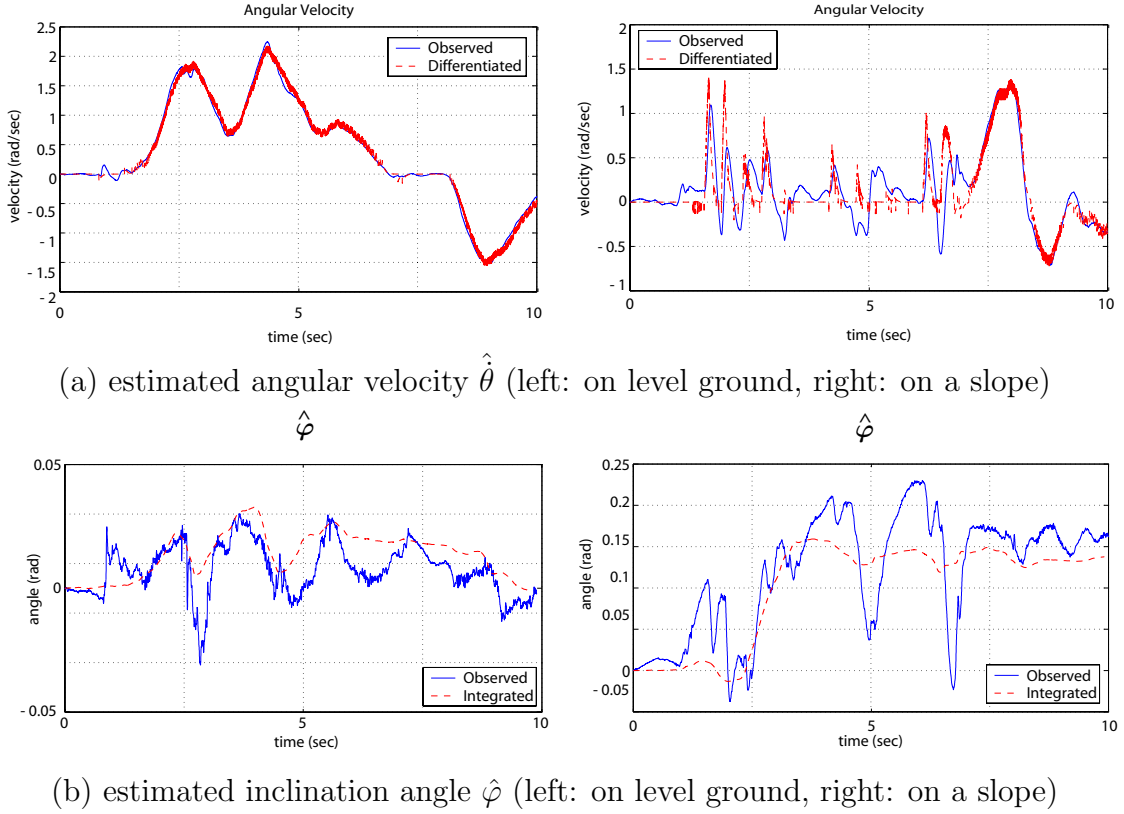 Angular Velocity
2.5
2
1.5
1
0.5
0
- 0.5
- 1
- 1.5
- 2
velocity (rad/sec)
Observed
Differentiated
0
5
10
time (sec)
Angular Velocity
2
1.5
1
0.5
0
- 0.5
- 1
velocity (rad/sec)
Observed
Differentiated
0
5
10
time (sec)
(a) estimated angular velocity $\hat{\dot{\theta}}$ (left: on level ground, right: on a slope)
φ̂
0.05
0
- 0.05
angle (rad)
Observed
Integrated
0
5
10
time (sec)
φ̂
0.25
0.2
0.15
0.1
0.05
0
- 0.05
angle (rad)
Observed
Integrated
0
5
10
time (sec)
(b) estimated inclination angle φ̂ (left: on level ground, right: on a slope)